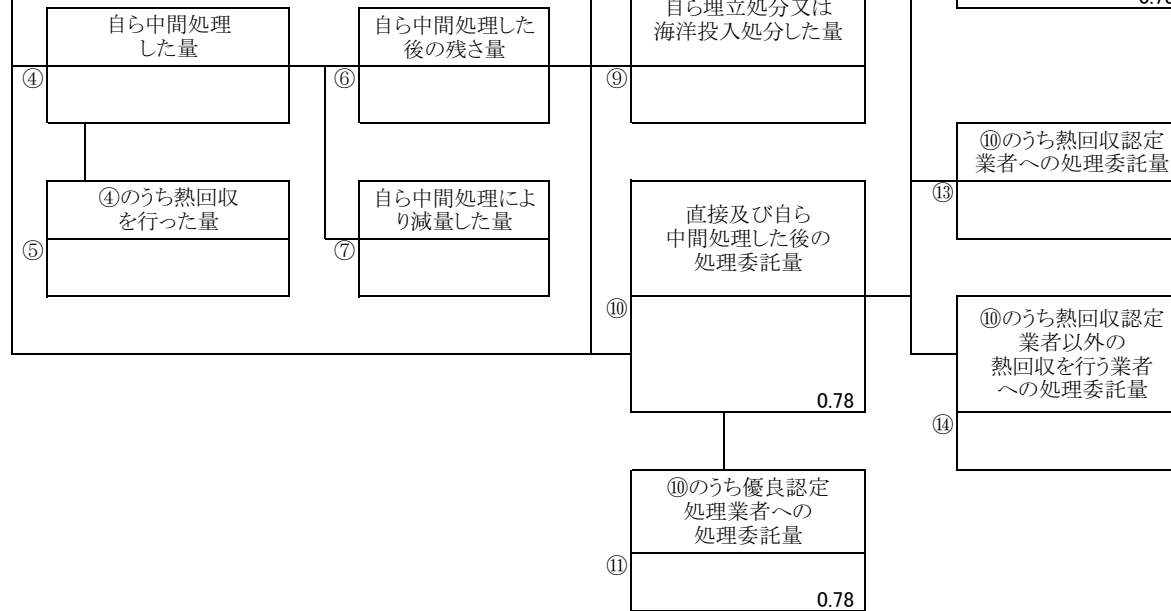 自ら中間処理
した量
④
自ら中間処理した
後の残さ量
⑥
自ら埋立処分又は
海洋投入処分した量
⑨
④のうち熱回収
を行った量
⑤
自ら中間処理によ
り減量した量
⑦
直接及び自ら
中間処理した後の
処理委託量
⑩
0.78
⑩のうち優良認定
処理業者への
処理委託量
⑪
0.78
⑩のうち熱回収認定
業者への処理委託量
⑬
⑩のうち熱回収認定
業者以外の
熱回収を行う業者
への処理委託量
⑭